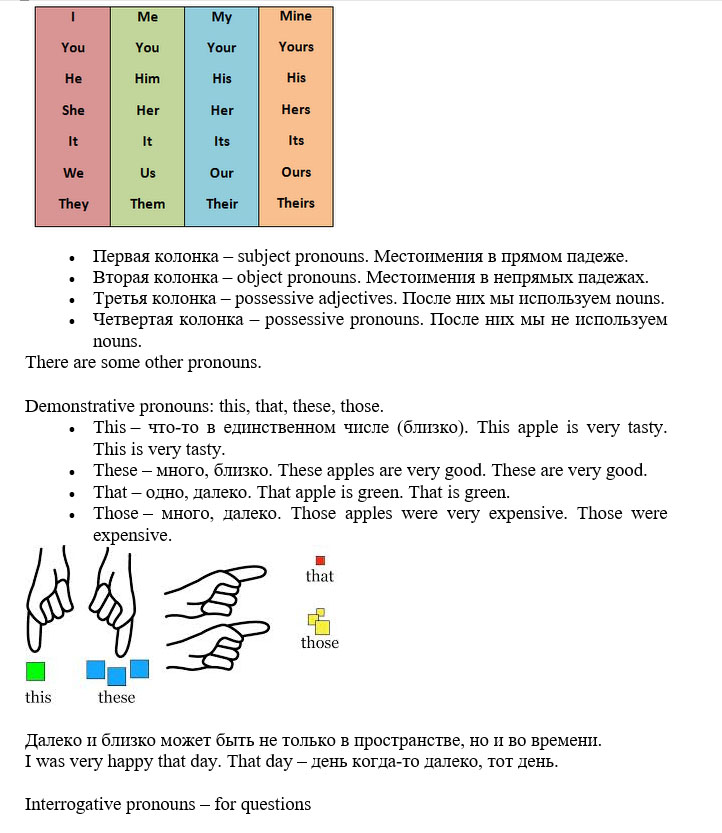 I Me My Mine
You You Your Yours
He Him His His
She Her Her Hers
It It Its Its
We Us Our Ours
They Them Their Theirs
• Первая колонка – subject pronouns. Местоимения в прямом падеже.
• Вторая колонка – object pronouns. Местоимения в непрямых падежах.
• Третья колонка – possessive adjectives. После них мы используем nouns.
• Четвертая колонка – possessive pronouns. После них мы не используем
nouns.
There are some other pronouns.
Demonstrative pronouns: this, that, these, those.
• This – что-то в единственном числе (близко). This apple is very tasty.
This is very tasty.
• These – много, близко. These apples are very good. These are very good.
• That – одно, далеко. That apple is green. That is green.
• Those – много, далеко. Those apples were very expensive. Those were
expensive.
that
those
this these
Далеко и близко может быть не только в пространстве, но и во времени.
I was very happy that day. That day – день когда-то далеко, тот день.
Interrogative pronouns – for questions